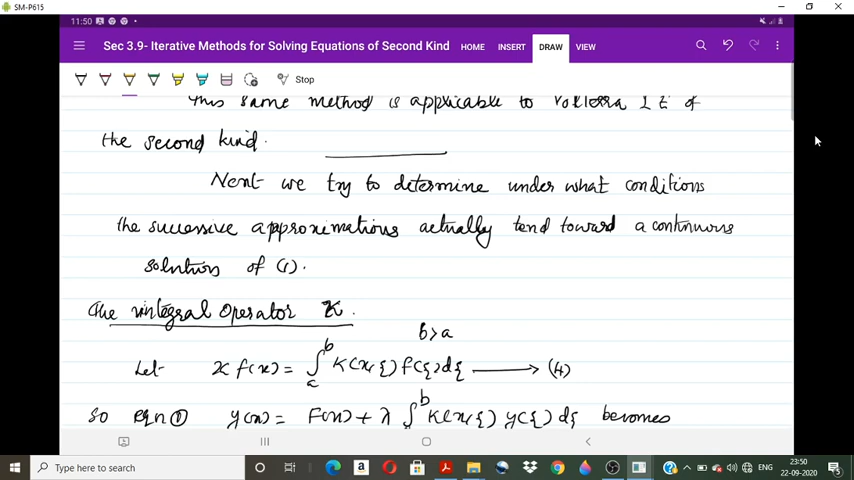 SM-P615
11:50
Sec 3.9- Iterative Methods for Solving Equations of Second Kind HOME INSERT DRAW VIEW
Stop
This same method is applicable to Volterra I E of
the second kind.
Next we try to determine under what conditions
the successive approximations actually tend toward a continuous
solution of (1).
The integral operator K
b>a
Let K f(x) = ∫_a^b K(x,ξ) f(ξ) dξ ⟶ (4)
So eqn ① y(x) = F(x) + λ ∫^b K(x,ξ) y(ξ) dξ becomes
Type here to search
ENG
23:50
22-09-2020